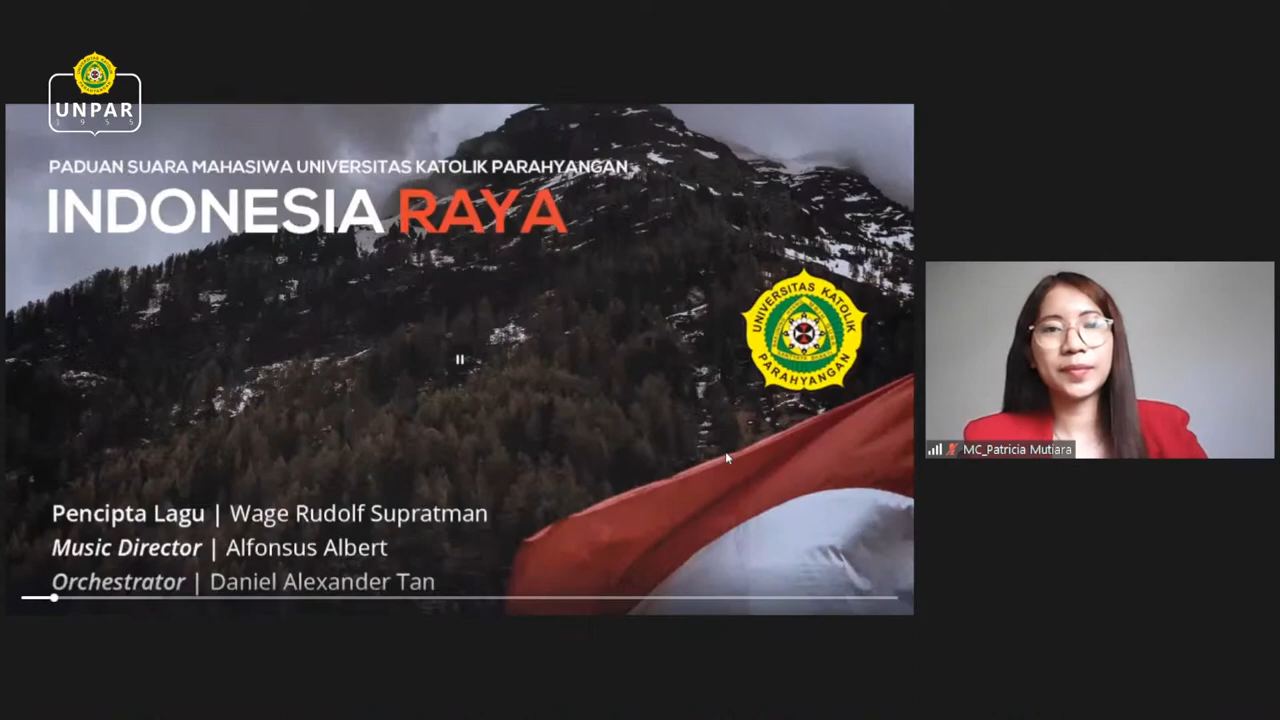 UNPAR
1955
PADUAN SUARA MAHASISWA UNIVERSITAS KATOLIK PARAHYANGAN
INDONESIA RAYA
UNIVERSITAS KATOLIK
PARAHYANGAN
Pencipta Lagu | Wage Rudolf Supratman
Music Director | Alfonsus Albert
Orchestrator | Daniel Alexander Tan
MC_Patricia Mutiara